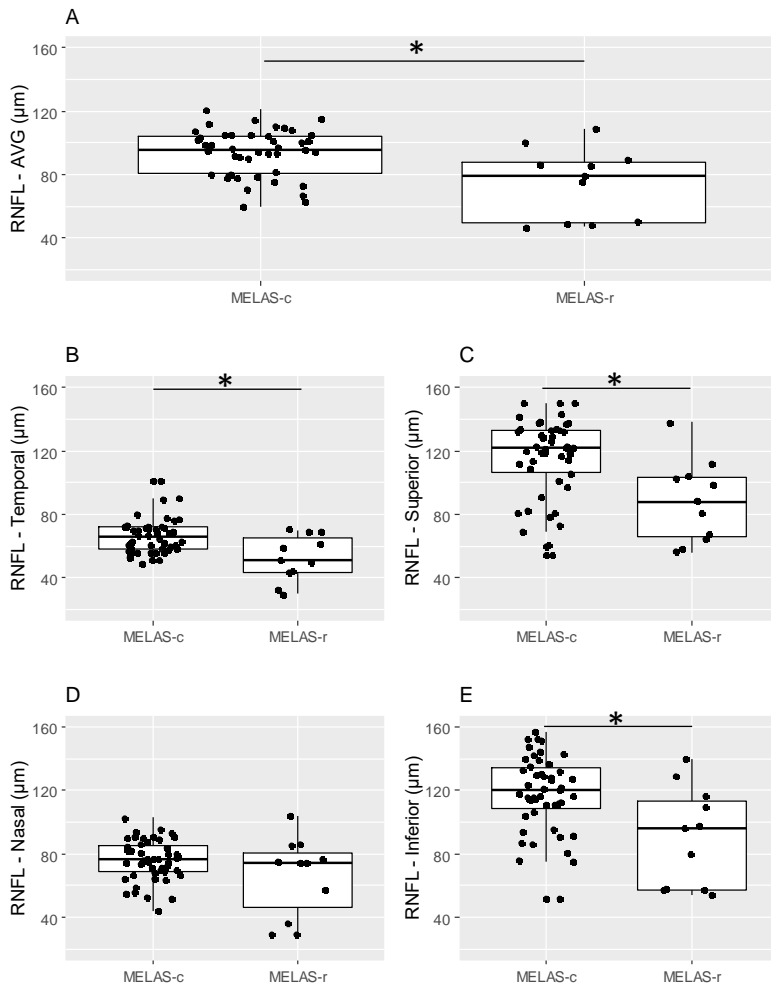 A
RNFL - AVG (µm)
160
120
80
40
*
MELAS-c MELAS-r
B
RNFL - Temporal (µm)
160
120
80
40
*
MELAS-c MELAS-r
C
RNFL - Superior (µm)
160
120
80
40
*
MELAS-c MELAS-r
D
RNFL - Nasal (µm)
160
120
80
40
MELAS-c MELAS-r
E
RNFL - Inferior (µm)
160
120
80
40
*
MELAS-c MELAS-r